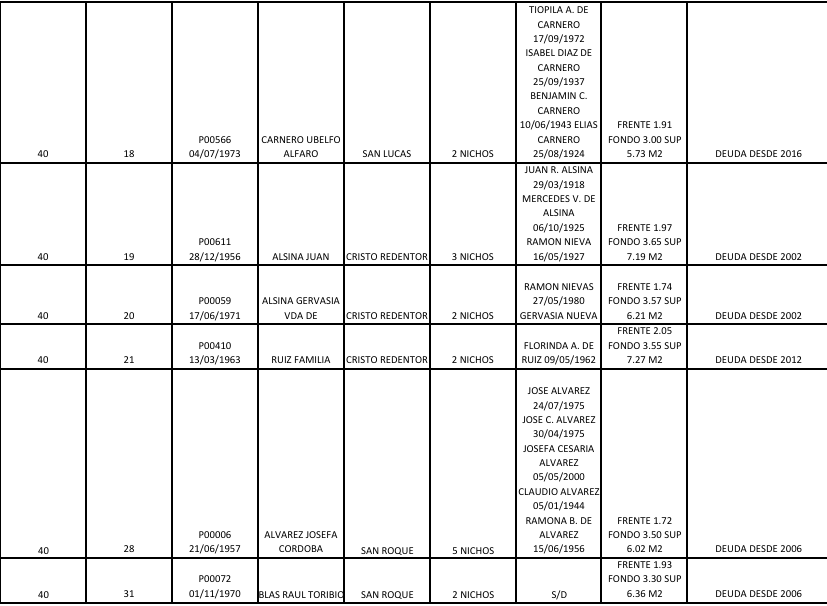 40
18
P00566
04/07/1973
CARNERO UBELFO
ALFARO
SAN LUCAS
2 NICHOS
TIOPILA A. DE
CARNERO
17/09/1972
ISABEL DIAZ DE
CARNERO
25/09/1937
BENJAMIN C.
CARNERO
10/06/1943 ELIAS
CARNERO
25/08/1924
FRENTE 1.91
FONDO 3.00 SUP
5.73 M2
DEUDA DESDE 2016
40
19
P00611
28/12/1956
ALSINA JUAN
CRISTO REDENTOR
3 NICHOS
JUAN R. ALSINA
29/03/1918
MERCEDES V. DE
ALSINA
06/10/1925
RAMON NIEVA
16/05/1927
FRENTE 1.97
FONDO 3.65 SUP
7.19 M2
DEUDA DESDE 2002
40
20
P00059
17/06/1971
ALSINA GERVASIA
VDA DE
CRISTO REDENTOR
2 NICHOS
RAMON NIEVAS
27/05/1980
GERVASIA NUEVA
FRENTE 1.74
FONDO 3.57 SUP
6.21 M2
DEUDA DESDE 2002
40
21
P00410
13/03/1963
RUIZ FAMILIA
CRISTO REDENTOR
2 NICHOS
FLORINDA A. DE
RUIZ 09/05/1962
FRENTE 2.05
FONDO 3.55 SUP
7.27 M2
DEUDA DESDE 2012
40
28
P00006
21/06/1957
ALVAREZ JOSEFA
CORDOBA
SAN ROQUE
5 NICHOS
JOSE ALVAREZ
24/07/1975
JOSE C. ALVAREZ
30/04/1975
JOSEFA CESARIA
ALVAREZ
05/05/2000
CLAUDIO ALVAREZ
05/01/1944
RAMONA B. DE
ALVAREZ
15/06/1956
FRENTE 1.72
FONDO 3.50 SUP
6.02 M2
DEUDA DESDE 2006
40
31
P00072
01/11/1970
BLAS RAUL TORIBIO
SAN ROQUE
2 NICHOS
S/D
FRENTE 1.93
FONDO 3.30 SUP
6.36 M2
DEUDA DESDE 2006